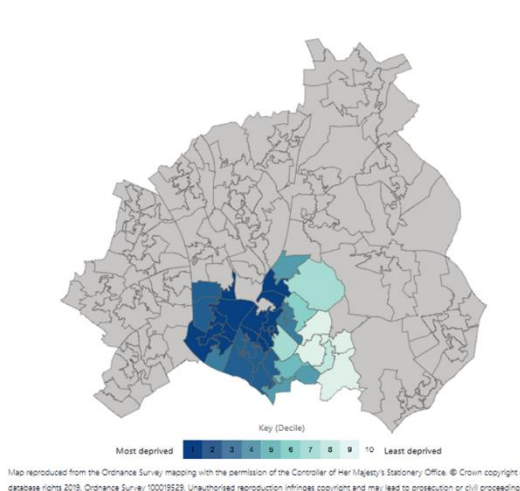 Key (Decile)
Most deprived 1 2 3 4 5 6 7 8 9 10 Least deprived
Map reproduced from the Ordnance Survey mapping with the permission of the Controller of Her Majesty's Stationery Office. © Crown copyright
database rights 2019. Ordnance Survey 100019529. Unauthorised reproduction infringes copyright and may lead to prosecution or civil proceeding